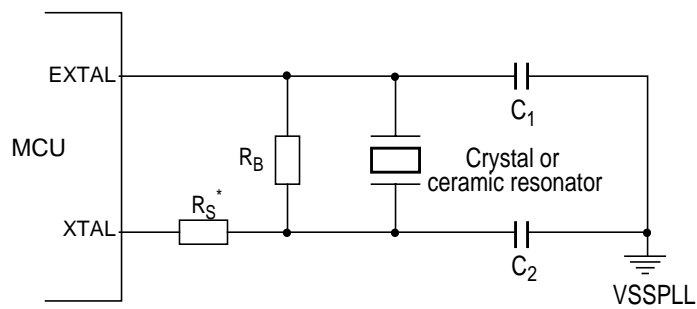 EXTAL
C1
MCU
RB
Crystal or
ceramic resonator
RS*
XTAL
C2
VSSPLL